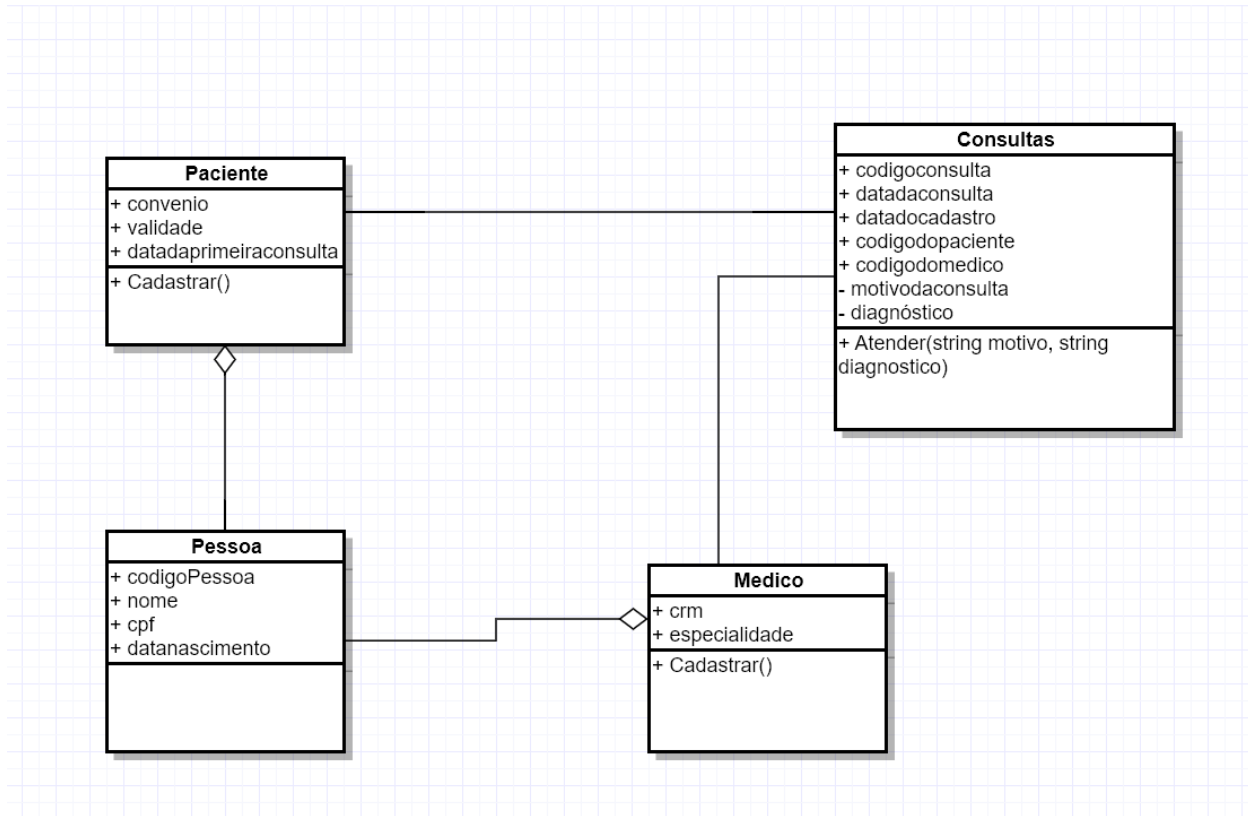 Paciente
+ convenio
+ validade
+ datadaprimeiraconsulta
+ Cadastrar()
Consultas
+ codigoconsulta
+ datadaconsulta
+ datadocadastro
+ codigodopaciente
+ codigodomedico
- motivodaconsulta
- diagnóstico
+ Atender(string motivo, string
diagnostico)
Pessoa
+ codigoPessoa
+ nome
+ cpf
+ datanascimento
Medico
+ crm
+ especialidade
+ Cadastrar()